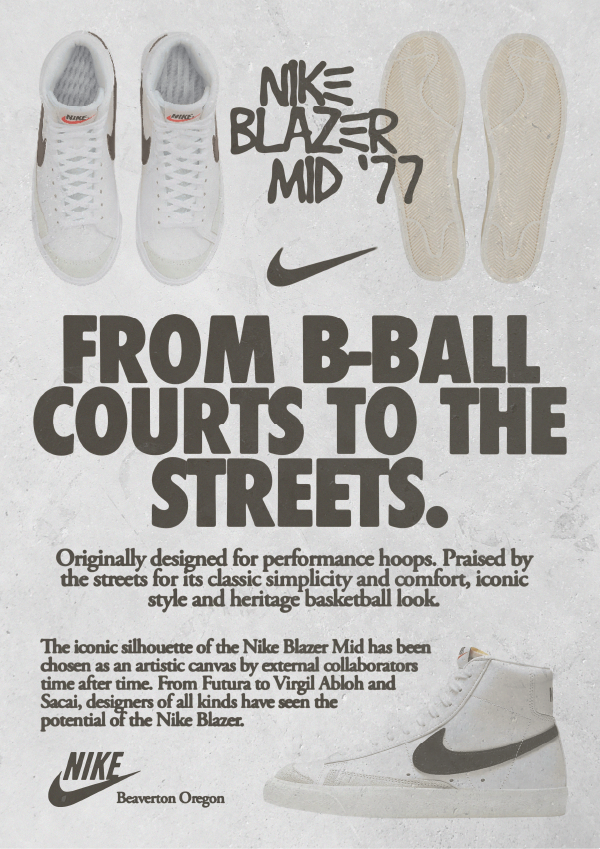 NIKE
BLAZER
MID '77
NIKE
NIKE
FROM B-BALL
COURTS TO THE
STREETS.
Originally designed for performance hoops. Praised by
the streets for its classic simplicity and comfort, iconic
style and heritage basketball look.
The iconic silhouette of the Nike Blazer Mid has been
chosen as an artistic canvas by external collaborators
time after time. From Futura to Virgil Abloh and
Sacai, designers of all kinds have seen the
potential of the Nike Blazer.
NIKE
Beaverton Oregon